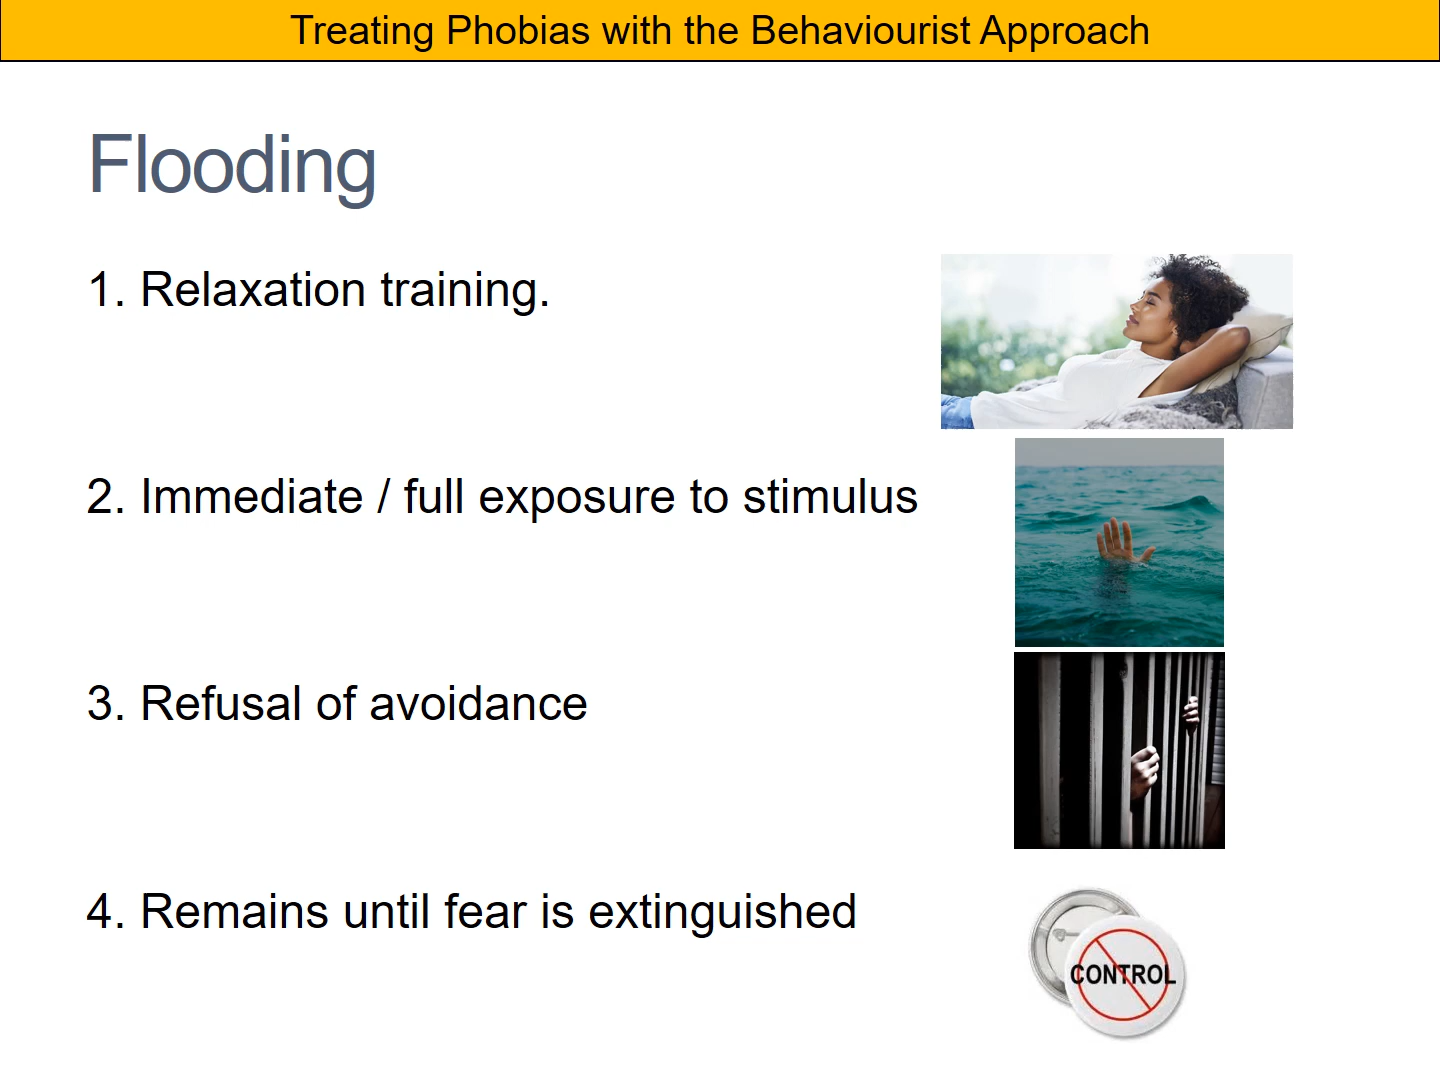 Treating Phobias with the Behaviourist Approach
Flooding
1. Relaxation training.
2. Immediate / full exposure to stimulus
3. Refusal of avoidance
4. Remains until fear is extinguished
CONTROL